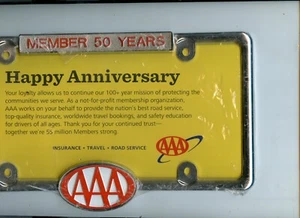 MEMBER 50 YEARS
Happy Anniversary
Your loyalty allows us to continue our 100+ year mission of protecting the
communities we serve. As a not-for-profit membership organization,
AAA works on your behalf to provide the nation's best road service,
top-quality insurance, worldwide travel bookings, and safety education
for drivers of all ages. Thank you for your continued trust—
together we're 55 million Members strong.
INSURANCE • TRAVEL • ROAD SERVICE
AAA
AAA